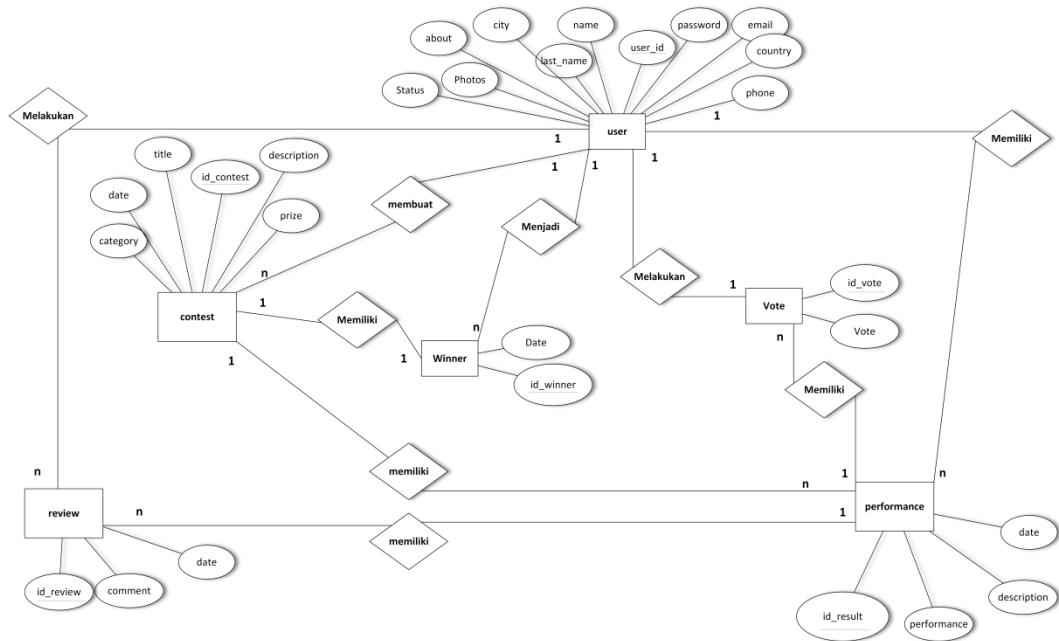 city
name
password
email
about
last_name
user_id
country
Status
Photos
phone
Melakukan
user
1
1
Memiliki
1
1
1
title
description
id_contest
date
prize
category
membuat
Menjadi
n
Melakukan
1
id_vote
contest
1
Memiliki
Vote
Vote
n
n
Date
1
Winner
1
id_winner
Memiliki
memiliki
n
1
n
n
review
n
1
performance
memiliki
date
date
id_review
comment
description
id_result
performance